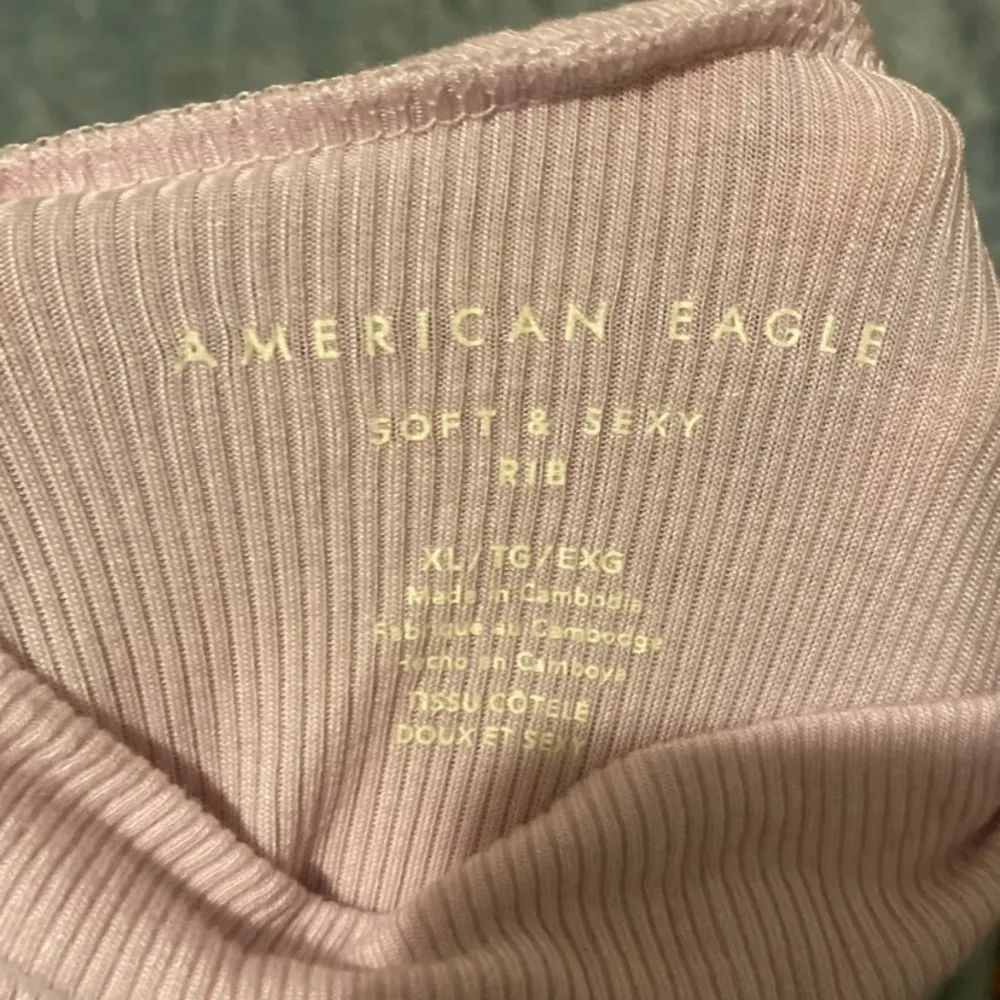 AMERICAN EAGLE
SOFT & SEXY
RIB
XL/TG/EXG
Made in Cambodia
Fabriqué au Cambodge
Hecho en Camboya
TISSU CÔTELÉ
DOUX ET SEXY